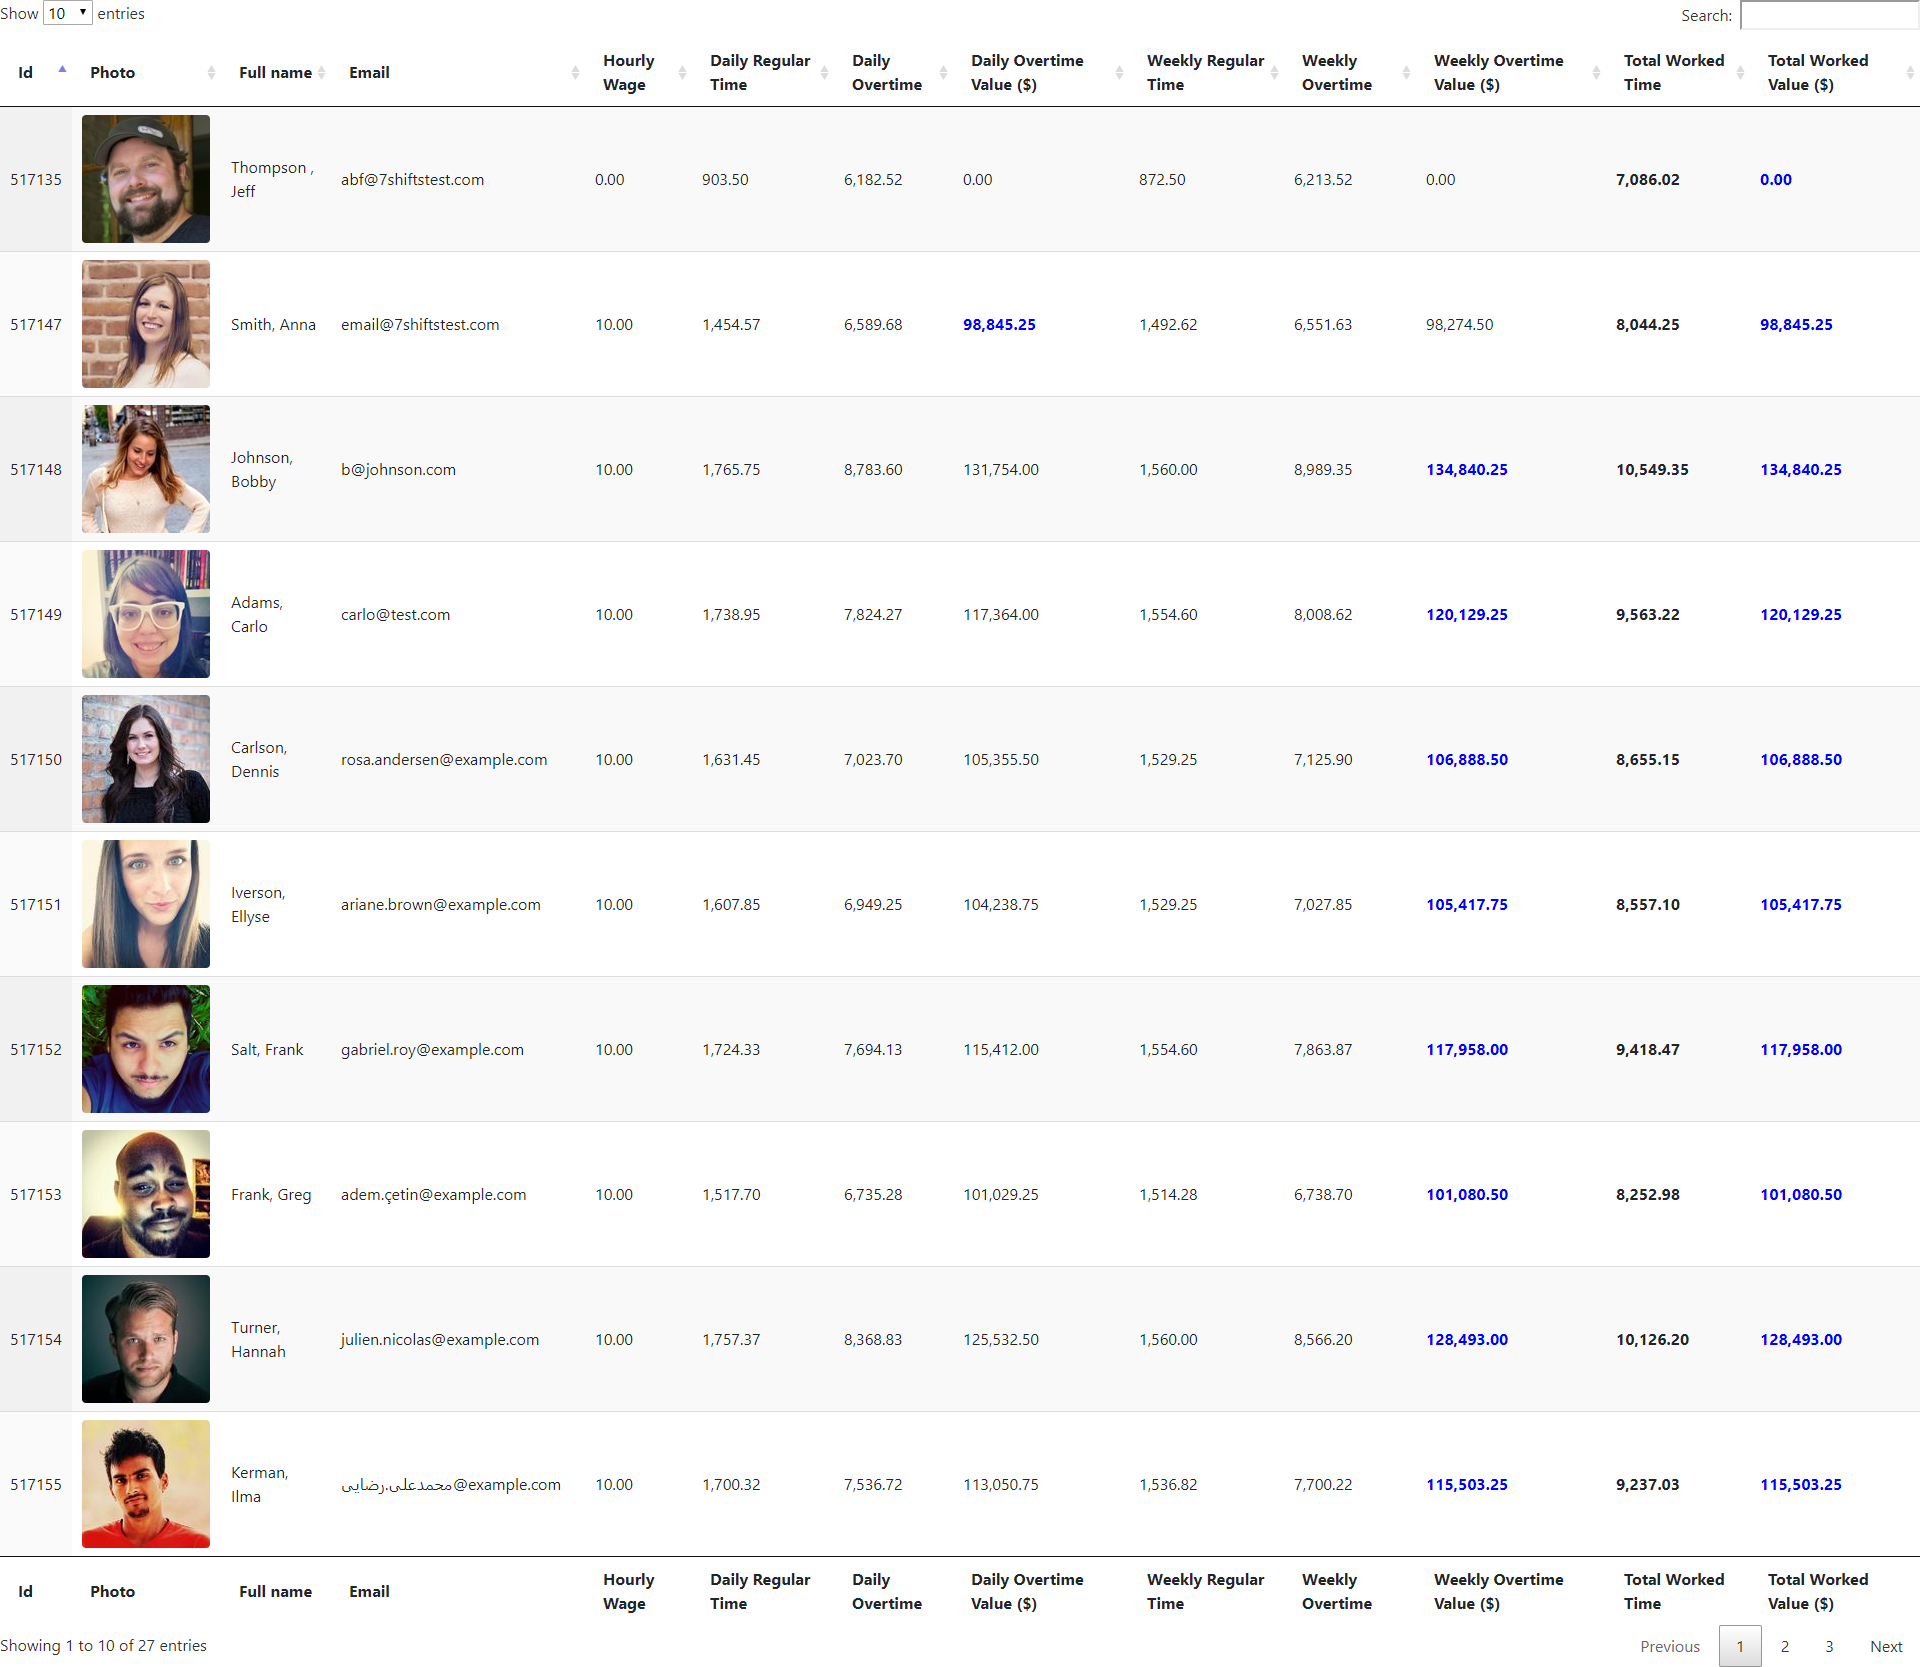 Show 10 entries
Search:
Id Photo Full name Email Hourly Wage Daily Regular Time Daily Overtime Daily Overtime Value ($) Weekly Regular Time Weekly Overtime Weekly Overtime Value ($) Total Worked Time Total Worked Value ($)
517135 Thompson , Jeff abf@7shiftstest.com 0.00 903.50 6,182.52 0.00 872.50 6,213.52 0.00 7,086.02 0.00
517147 Smith, Anna email@7shiftstest.com 10.00 1,454.57 6,589.68 98,845.25 1,492.62 6,551.63 98,274.50 8,044.25 98,845.25
517148 Johnson, Bobby b@johnson.com 10.00 1,765.75 8,783.60 131,754.00 1,560.00 8,989.35 134,840.25 10,549.35 134,840.25
517149 Adams, Carlo carlo@test.com 10.00 1,738.95 7,824.27 117,364.00 1,554.60 8,008.62 120,129.25 9,563.22 120,129.25
517150 Carlson, Dennis rosa.andersen@example.com 10.00 1,631.45 7,023.70 105,355.50 1,529.25 7,125.90 106,888.50 8,655.15 106,888.50
517151 Iverson, Ellyse ariane.brown@example.com 10.00 1,607.85 6,949.25 104,238.75 1,529.25 7,027.85 105,417.75 8,557.10 105,417.75
517152 Salt, Frank gabriel.roy@example.com 10.00 1,724.33 7,694.13 115,412.00 1,554.60 7,863.87 117,958.00 9,418.47 117,958.00
517153 Frank, Greg adem.çetin@example.com 10.00 1,517.70 6,735.28 101,029.25 1,514.28 6,738.70 101,080.50 8,252.98 101,080.50
517154 Turner, Hannah julien.nicolas@example.com 10.00 1,757.37 8,368.83 125,532.50 1,560.00 8,566.20 128,493.00 10,126.20 128,493.00
517155 Kerman, Ilma محمدعلی.رضایی@example.com 10.00 1,700.32 7,536.72 113,050.75 1,536.82 7,700.22 115,503.25 9,237.03 115,503.25
Id Photo Full name Email Hourly Wage Daily Regular Time Daily Overtime Daily Overtime Value ($) Weekly Regular Time Weekly Overtime Weekly Overtime Value ($) Total Worked Time Total Worked Value ($)
Showing 1 to 10 of 27 entries
Previous 1 2 3 Next